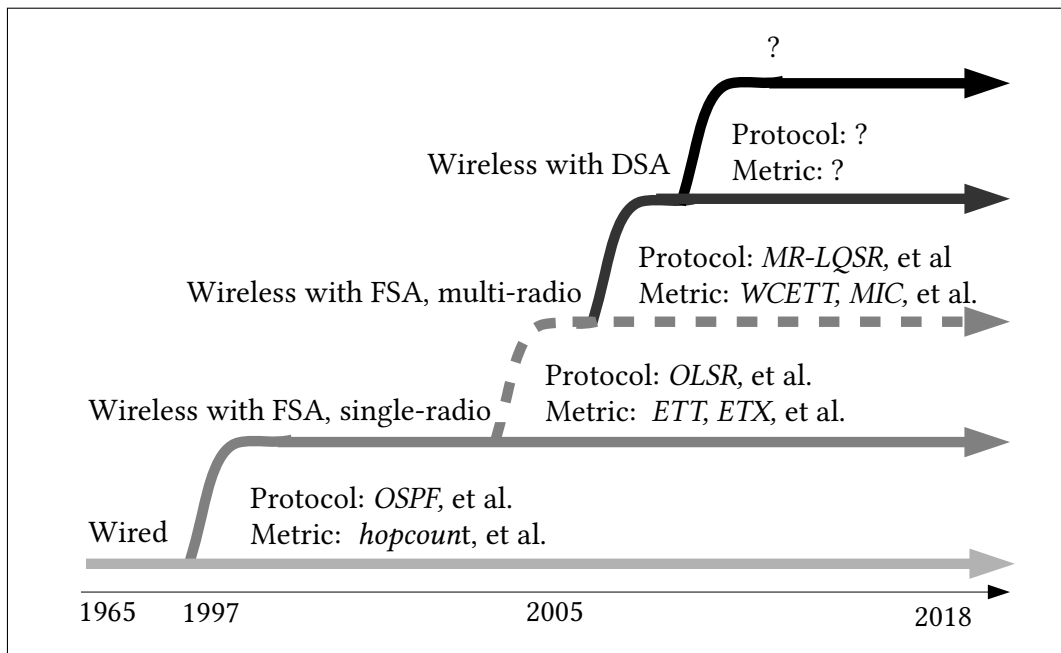 ?
Protocol: ?
Wireless with DSA
Metric: ?
Protocol: MR-LQSR, et al
Wireless with FSA, multi-radio
Metric: WCETT, MIC, et al.
Protocol: OLSR, et al.
Wireless with FSA, single-radio
Metric: ETT, ETX, et al.
Protocol: OSPF, et al.
Wired
Metric: hopcount, et al.
1965 1997 2005 2018